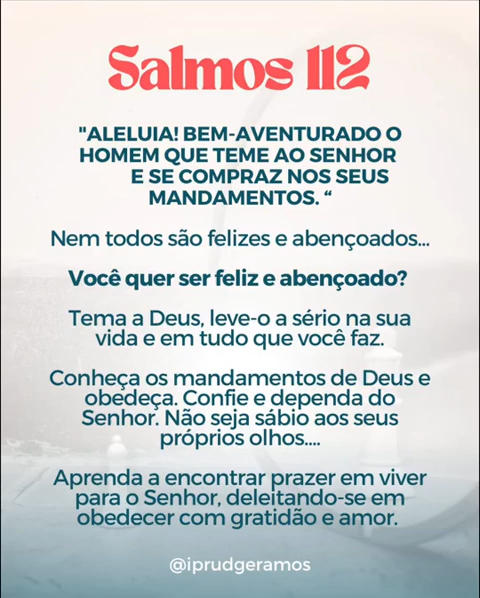 Salmos 112
"ALELUIA! BEM-AVENTURADO O
HOMEM QUE TEME AO SENHOR
E SE COMPRAZ NOS SEUS
MANDAMENTOS. “
Nem todos são felizes e abençoados...
Você quer ser feliz e abençoado?
Tema a Deus, leve-o a sério na sua
vida e em tudo que você faz.
Conheça os mandamentos de Deus e
obedeça. Confie e dependa do
Senhor. Não seja sábio aos seus
próprios olhos....
Aprenda a encontrar prazer em viver
para o Senhor, deleitando-se em
obedecer com gratidão e amor.
@iprudgeramos